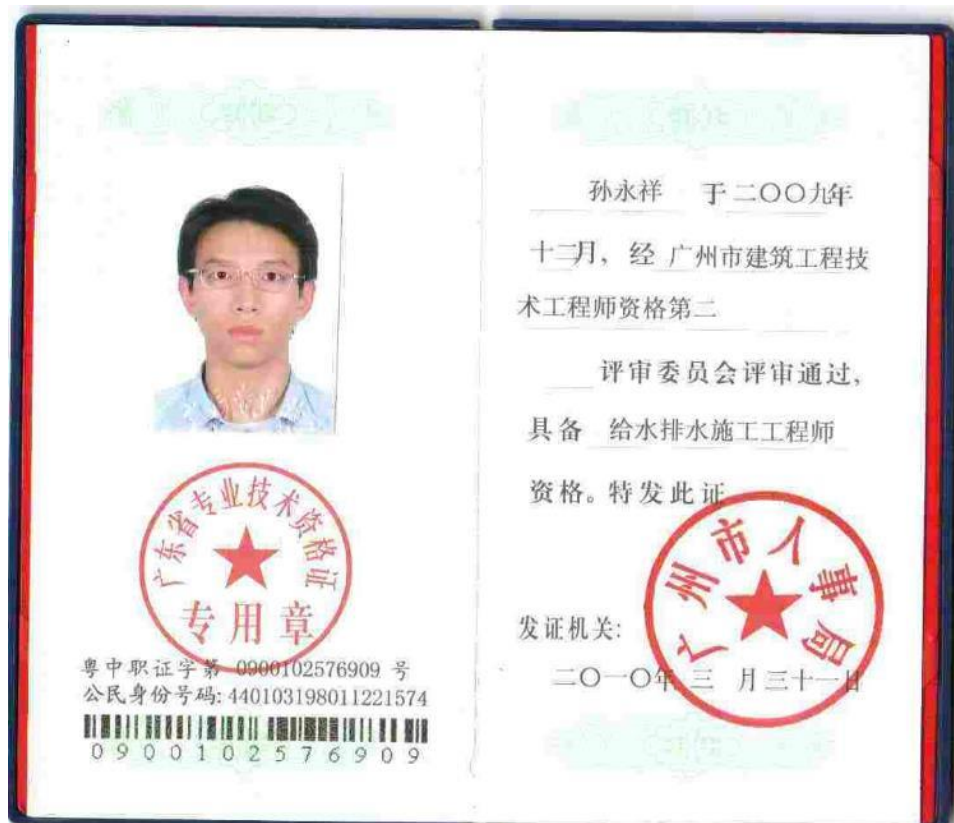 广东省专业技术资格证
专用章
粤中职证字第 0900102576909 号
公民身份号码: 440103198011221574
0900102576909
孙永祥 于二〇〇九年
十二月, 经 广州市建筑工程技
术工程师资格第二
评审委员会评审通过,
具备 给水排水施工工程师
资格。特发此证
广州市人事局
发证机关:
二〇一〇年 三 月三十一日